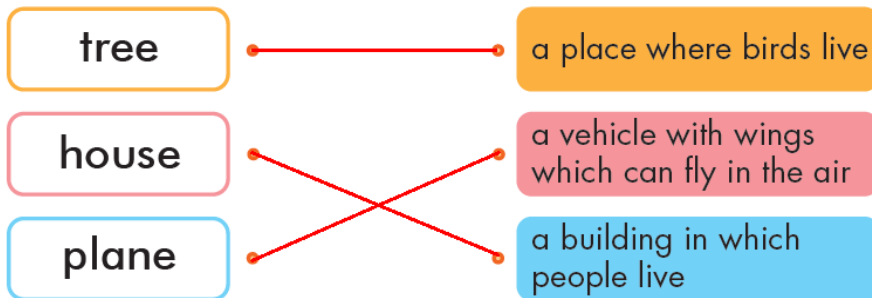 tree
a place where birds live
house
a vehicle with wings
which can fly in the air
plane
a building in which
people live